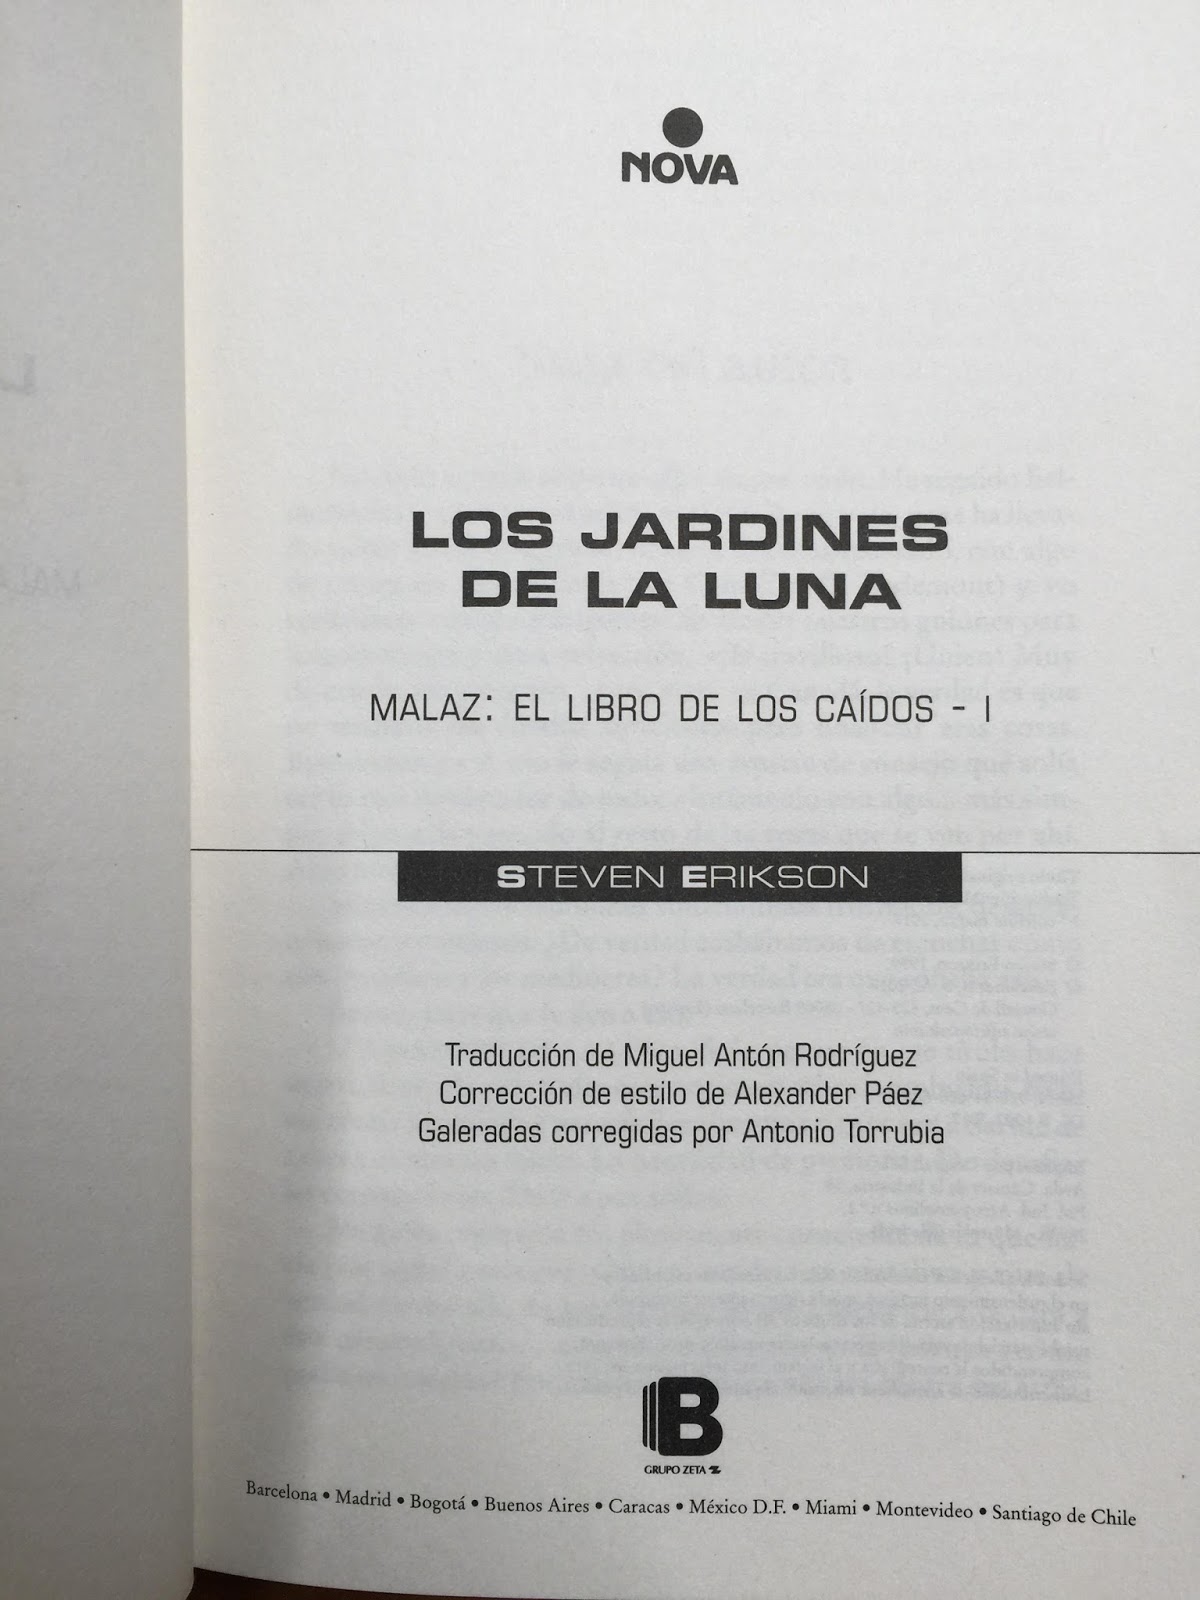 NOVA
LOS JARDINES
DE LA LUNA
MALAZ: EL LIBRO DE LOS CAÍDOS - I
STEVEN ERIKSON
Traducción de Miguel Antón Rodríguez
Corrección de estilo de Alexander Páez
Galeradas corregidas por Antonio Torrubia
B
GRUPO ZETA
Barcelona • Madrid • Bogotá • Buenos Aires • Caracas • México D.F. • Miami • Montevideo • Santiago de Chile